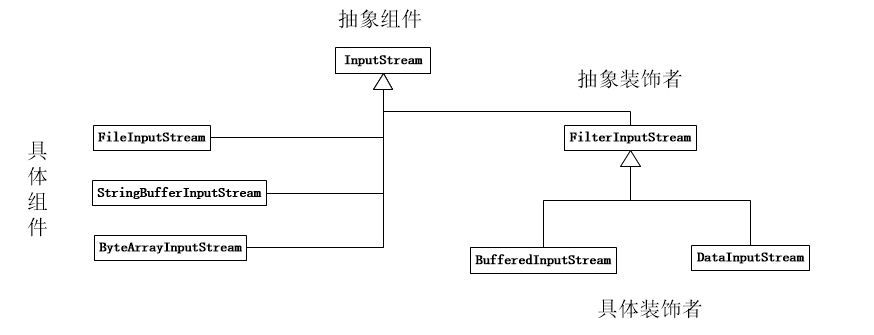 抽象组件
InputStream
抽象装饰者
FileInputStream
FilterInputStream
具体组件
StringBufferInputStream
ByteArrayInputStream
BufferedInputStream
DataInputStream
具体装饰者